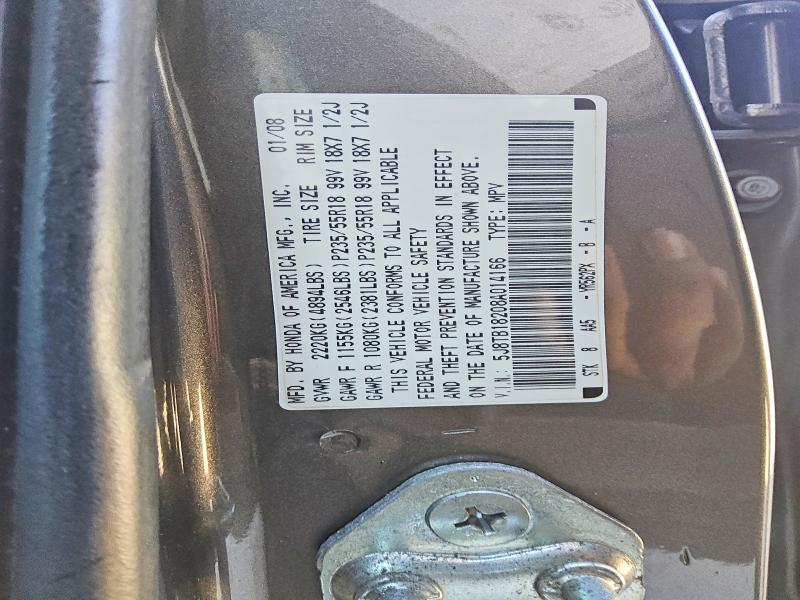 MFD. BY HONDA OF AMERICA MFG., INC. 01/08
GVWR 2220KG(4894LBS) TIRE SIZE RIM SIZE
GAWR F 1155KG(2546LBS)P235/55R18 99V 18X7 1/2J
GAWR R 1080KG(2381LBS)P235/55R18 99V 18X7 1/2J
THIS VEHICLE CONFORMS TO ALL APPLICABLE
FEDERAL MOTOR VEHICLE SAFETY
AND THEFT PREVENTION STANDARDS IN EFFECT
ON THE DATE OF MANUFACTURE SHOWN ABOVE.
V.I.N.: 5J8TB18208A014166 TYPE: MPV
STK 8 AA5 - YR562PX - B - A